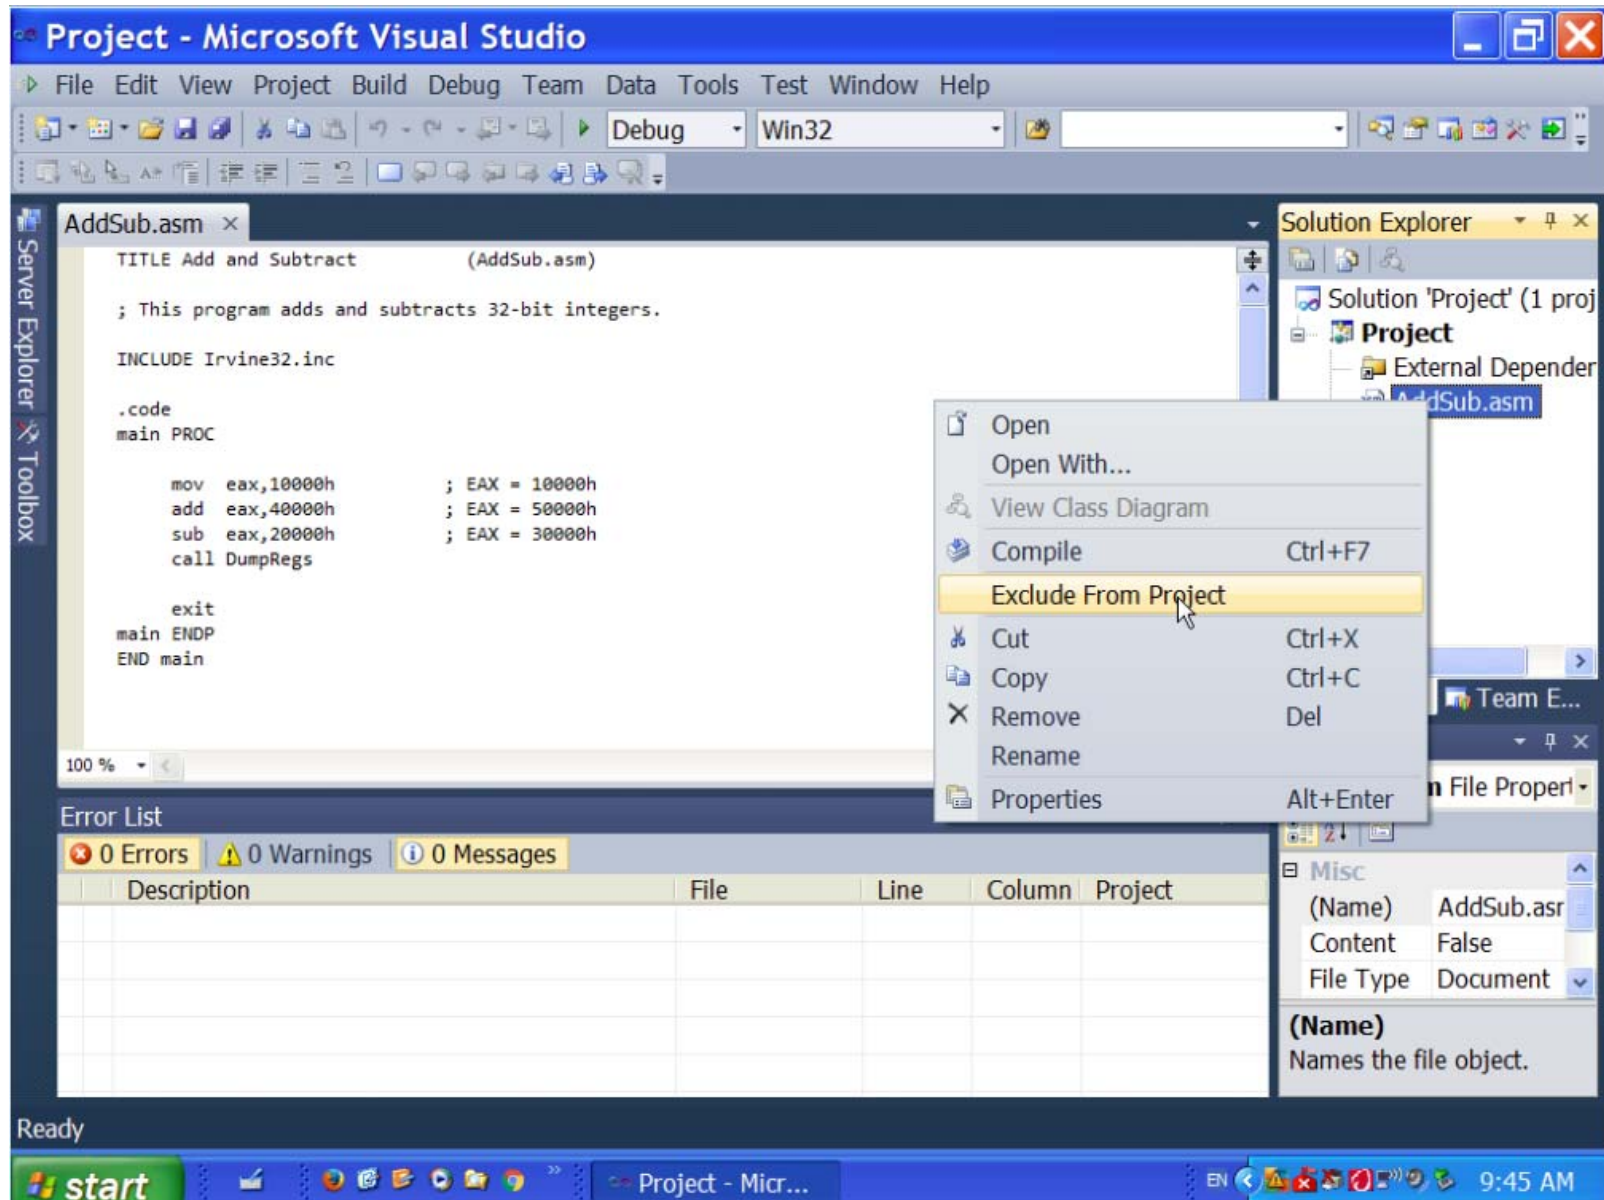 Project - Microsoft Visual Studio
File Edit View Project Build Debug Team Data Tools Test Window Help
Debug Win32
Server Explorer
Toolbox
AddSub.asm
TITLE Add and Subtract (AddSub.asm)
; This program adds and subtracts 32-bit integers.
INCLUDE Irvine32.inc
.code
main PROC
mov eax,10000h ; EAX = 10000h
add eax,40000h ; EAX = 50000h
sub eax,20000h ; EAX = 30000h
call DumpRegs
exit
main ENDP
END main
100 %
Solution Explorer
Solution 'Project' (1 proj
Project
External Depender
AddSub.asm
Open
Open With...
View Class Diagram
Compile Ctrl+F7
Exclude From Project
Cut Ctrl+X
Copy Ctrl+C
Remove Del
Rename
Properties Alt+Enter
Team E...
File Propert
Misc
(Name) AddSub.asr
Content False
File Type Document
(Name)
Names the file object.
Error List
0 Errors 0 Warnings 0 Messages
Description File Line Column Project
Ready
start Project - Micr... EN 9:45 AM